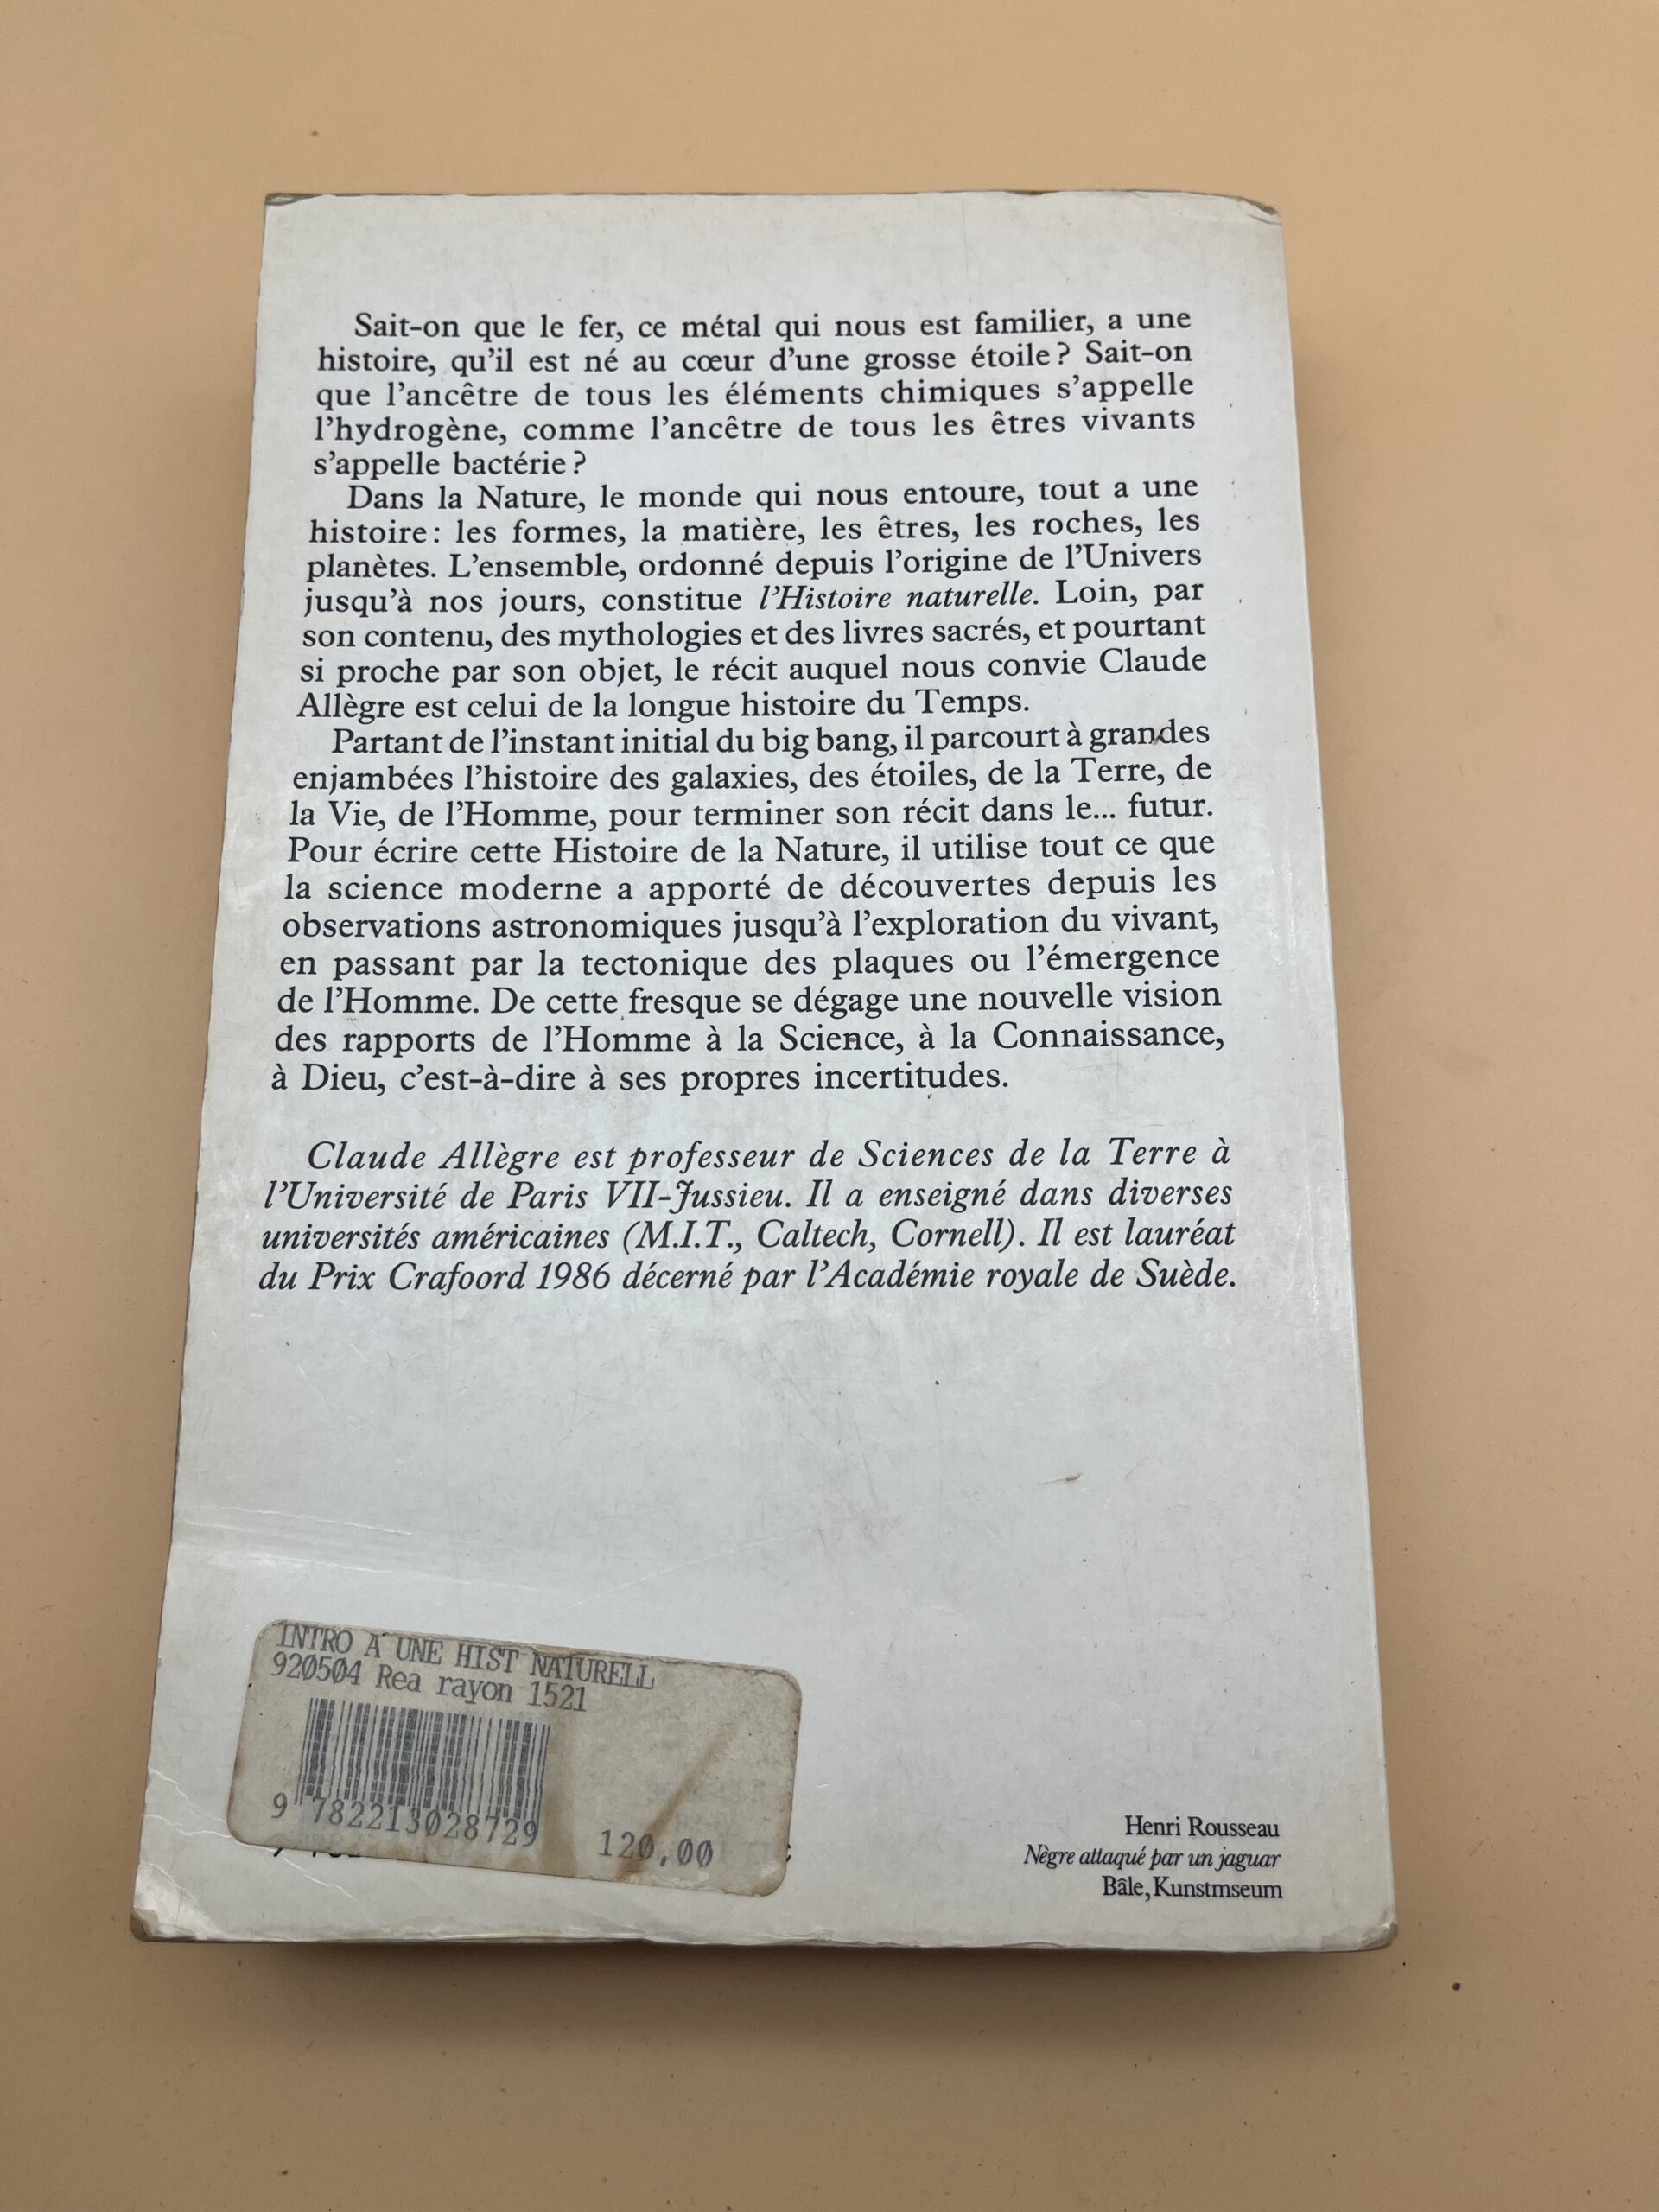 Sait-on que le fer, ce métal qui nous est familier, a une
histoire, qu'il est né au cœur d'une grosse étoile? Sait-on
que l'ancêtre de tous les éléments chimiques s'appelle
l'hydrogène, comme l'ancêtre de tous les êtres vivants
s'appelle bactérie?
Dans la Nature, le monde qui nous entoure, tout a une
histoire: les formes, la matière, les êtres, les roches, les
planètes. L'ensemble, ordonné depuis l'origine de l'Univers
jusqu'à nos jours, constitue l'Histoire naturelle. Loin, par
son contenu, des mythologies et des livres sacrés, et pourtant
si proche par son objet, le récit auquel nous convie Claude
Allègre est celui de la longue histoire du Temps.
Partant de l'instant initial du big bang, il parcourt à grandes
enjambées l'histoire des galaxies, des étoiles, de la Terre, de
la Vie, de l'Homme, pour terminer son récit dans le... futur.
Pour écrire cette Histoire de la Nature, il utilise tout ce que
la science moderne a apporté de découvertes depuis les
observations astronomiques jusqu'à l'exploration du vivant,
en passant par la tectonique des plaques ou l'émergence
de l'Homme. De cette fresque se dégage une nouvelle vision
des rapports de l'Homme à la Science, à la Connaissance,
à Dieu, c'est-à-dire à ses propres incertitudes.
Claude Allègre est professeur de Sciences de la Terre à
l'Université de Paris VII-Jussieu. Il a enseigné dans diverses
universités américaines (M.I.T., Caltech, Cornell). Il est lauréat
du Prix Crafoord 1986 décerné par l'Académie royale de Suède.
INTRO A UNE HIST NATURELL
920504 Rea rayon 1521
9 782213028729
120,00
Henri Rousseau
Nègre attaqué par un jaguar
Bâle, Kunstmseum